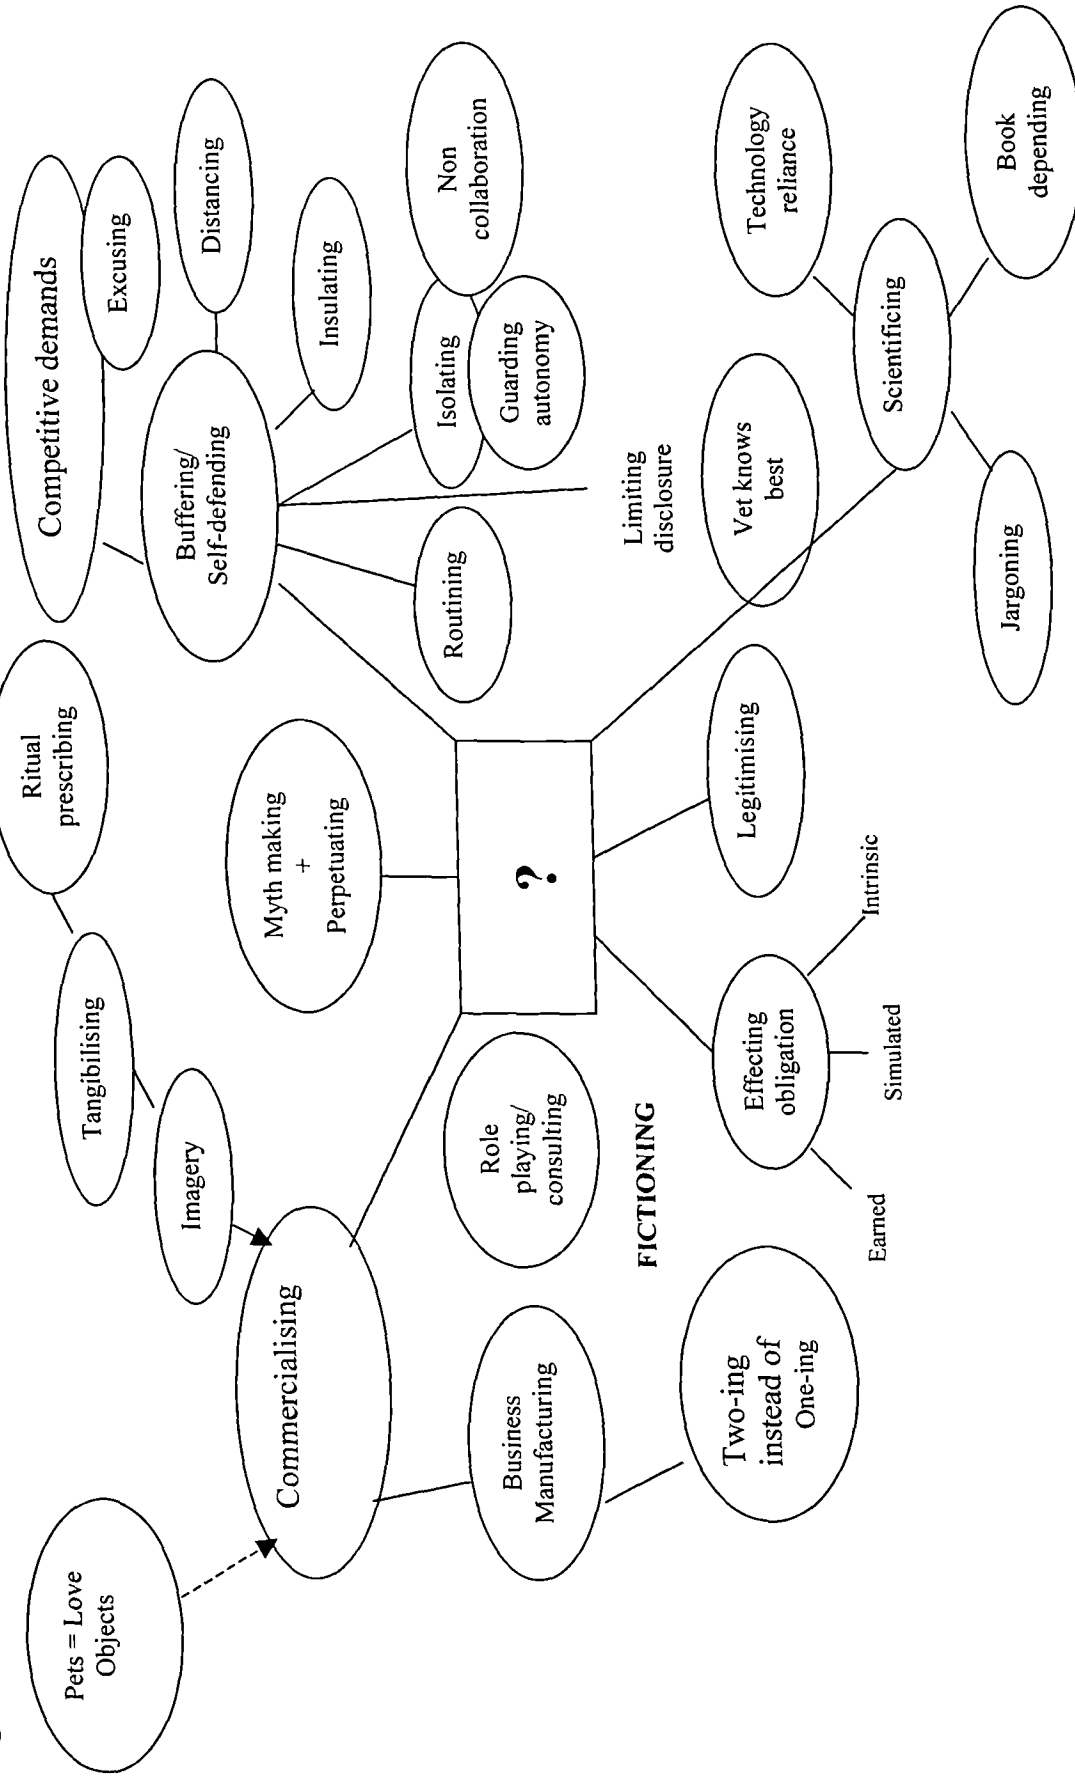 Pets = Love
Objects
Commercialising
Imagery
Tangibilising
Ritual
prescribing
Competitive demands
Excusing
Buffering/
Self-defending
Distancing
Insulating
Isolating
Non
collaboration
Guarding
autonomy
Routining
Limiting
disclosure
Myth making
+
Perpetuating
?
Role
playing/
consulting
FICTIONING
Business
Manufacturing
Two-ing
instead of
One-ing
Effecting
obligation
Earned
Simulated
Intrinsic
Legitimising
Vet knows
best
Scientificing
Technology
reliance
Book
depending
Jargoning